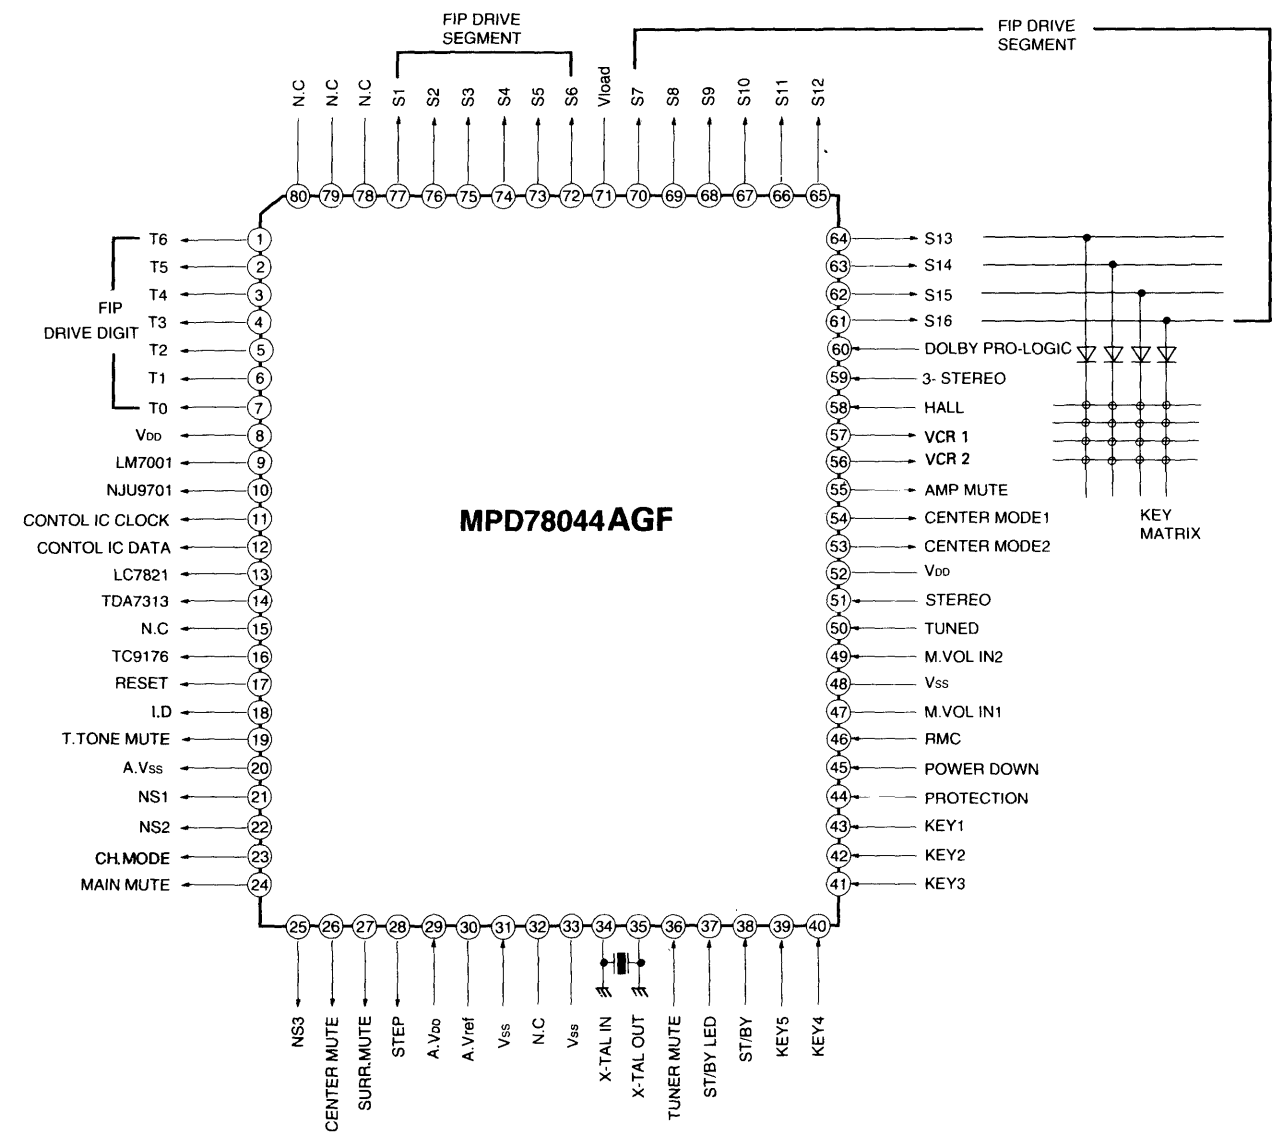 FIP DRIVE
SEGMENT
FIP DRIVE
SEGMENT
N.C
N.C
N.C
S1
S2
S3
S4
S5
S6
Vload
S7
S8
S9
S10
S11
S12
80 79 78 77 76 75 74 73 72 71 70 69 68 67 66 65
T6 1
T5 2
T4 3
FIP
DRIVE DIGIT
T3 4
T2 5
T1 6
T0 7
VDD 8
LM7001 9
NJU9701 10
CONTOL IC CLOCK 11
CONTOL IC DATA 12
LC7821 13
TDA7313 14
N.C 15
TC9176 16
RESET 17
I.D 18
T.TONE MUTE 19
A.VSS 20
NS1 21
NS2 22
CH.MODE 23
MAIN MUTE 24
MPD78044AGF
64 S13
63 S14
62 S15
61 S16
60 DOLBY PRO-LOGIC
59 3- STEREO
58 HALL
57 VCR 1
56 VCR 2
55 AMP MUTE
54 CENTER MODE1
53 CENTER MODE2
52 VDD
51 STEREO
50 TUNED
49 M.VOL IN2
48 VSS
47 M.VOL IN1
46 RMC
45 POWER DOWN
44 PROTECTION
43 KEY1
42 KEY2
41 KEY3
KEY
MATRIX
25 26 27 28 29 30 31 32 33 34 35 36 37 38 39 40
NS3
CENTER MUTE
SURR.MUTE
STEP
A.VDD
A.Vref
VSS
N.C
VSS
X-TAL IN
X-TAL OUT
TUNER MUTE
ST/BY LED
ST/BY
KEY5
KEY4